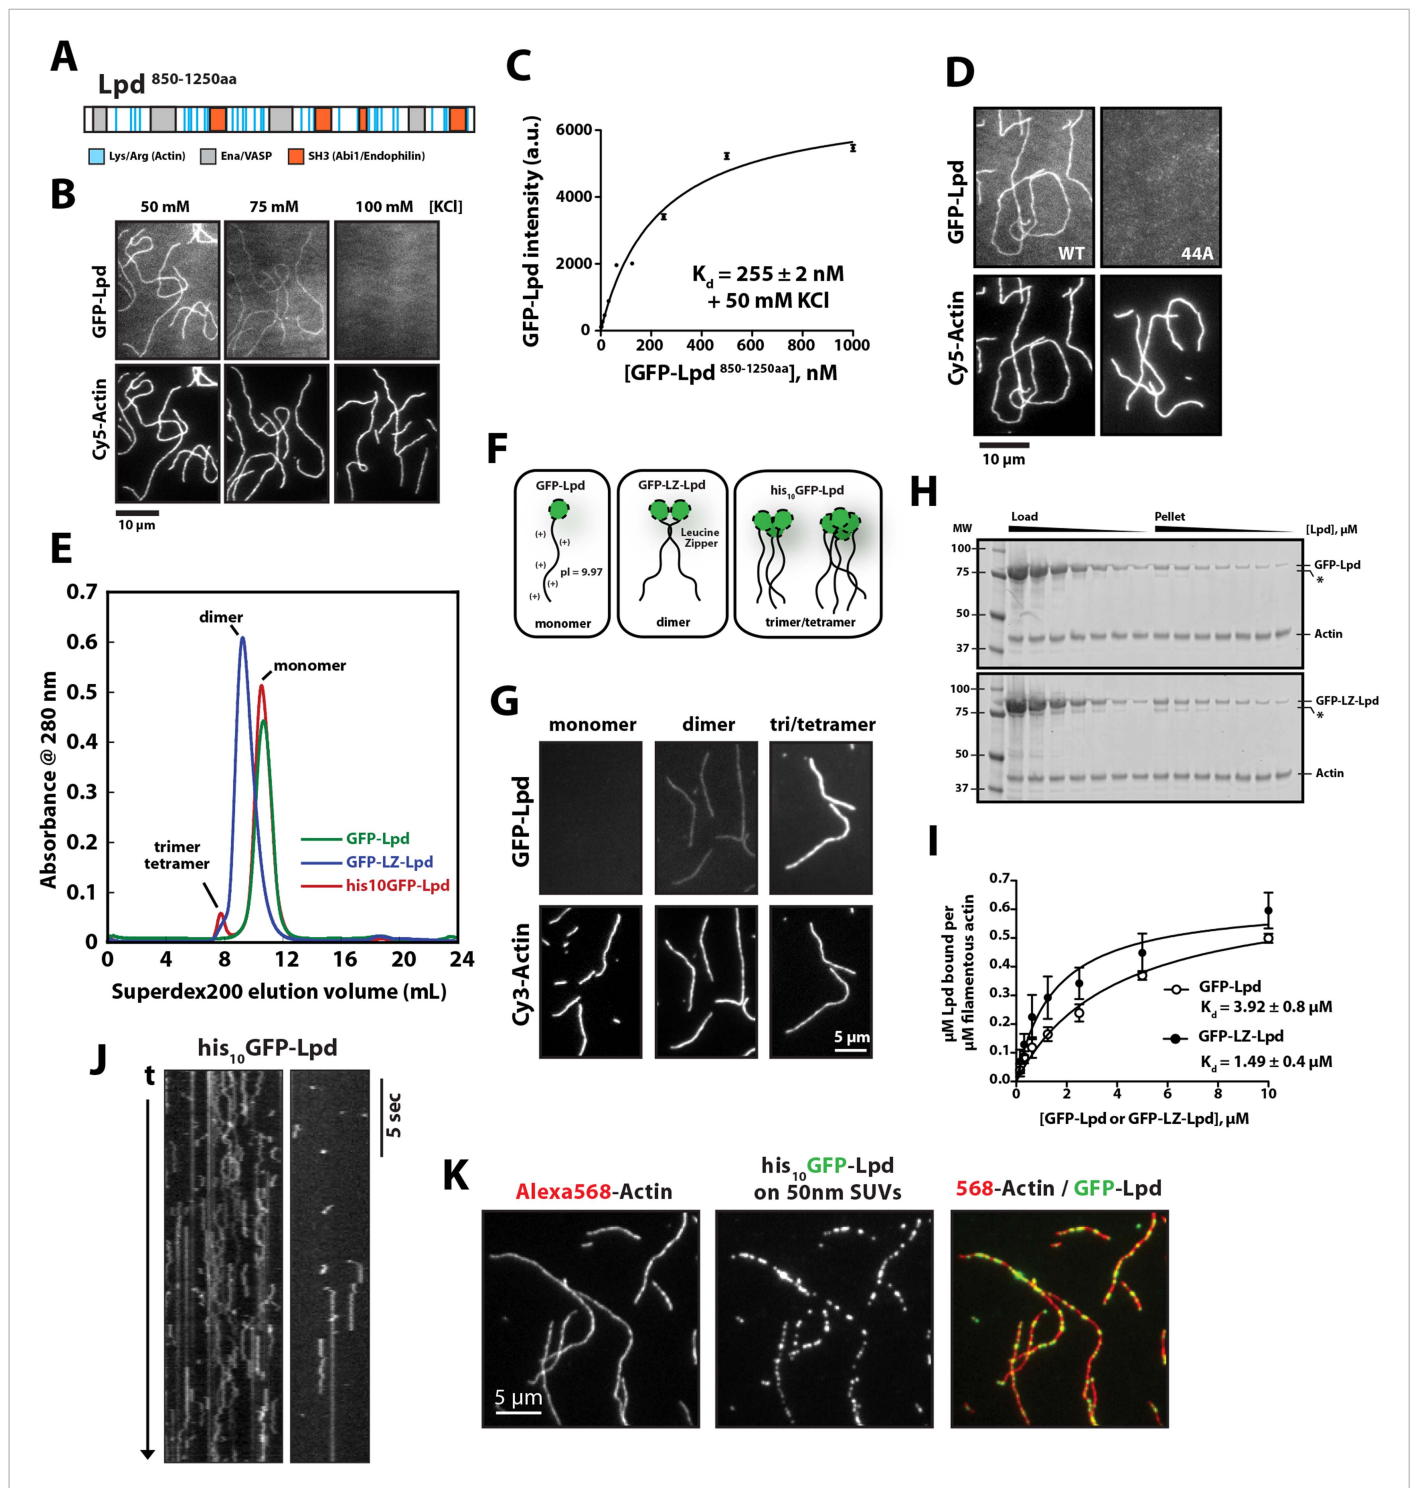 A
Lpd 850-1250aa
Lys/Arg (Actin) Ena/VASP SH3 (Abi1/Endophilin)
B
50 mM 75 mM 100 mM [KCl]
GFP-Lpd
Cy5-Actin
10 µm
C
GFP-Lpd intensity (a.u.)
6000
4000
2000
0
0 200 400 600 800 1000
Kd = 255 ± 2 nM
+ 50 mM KCl
[GFP-Lpd 850-1250aa], nM
D
GFP-Lpd
WT 44A
Cy5-Actin
10 µm
E
Absorbance @ 280 nm
0.7
0.6
0.5
0.4
0.3
0.2
0.1
0
dimer
monomer
trimer
tetramer
GFP-Lpd
GFP-LZ-Lpd
his10GFP-Lpd
0 4 8 12 16 20 24
Superdex200 elution volume (mL)
F
GFP-Lpd
(+)
(+)
(+)
(+)
(+)
pI = 9.97
monomer
GFP-LZ-Lpd
Leucine
Zipper
dimer
his10GFP-Lpd
trimer/tetramer
G
monomer dimer tri/tetramer
GFP-Lpd
Cy3-Actin
5 µm
H
MW Load Pellet [Lpd], µM
100
75
50
37
GFP-Lpd
*
Actin
100
75
50
37
GFP-LZ-Lpd
*
Actin
I
µM Lpd bound per
µM filamentous actin
0.7
0.6
0.5
0.4
0.3
0.2
0.1
0.0
GFP-Lpd
Kd = 3.92 ± 0.8 µM
GFP-LZ-Lpd
Kd = 1.49 ± 0.4 µM
0 2 4 6 8 10
[GFP-Lpd or GFP-LZ-Lpd], µM
J
his10GFP-Lpd
t
5 sec
K
Alexa568-Actin
his10GFP-Lpd
on 50nm SUVs
568-Actin / GFP-Lpd
5 µm